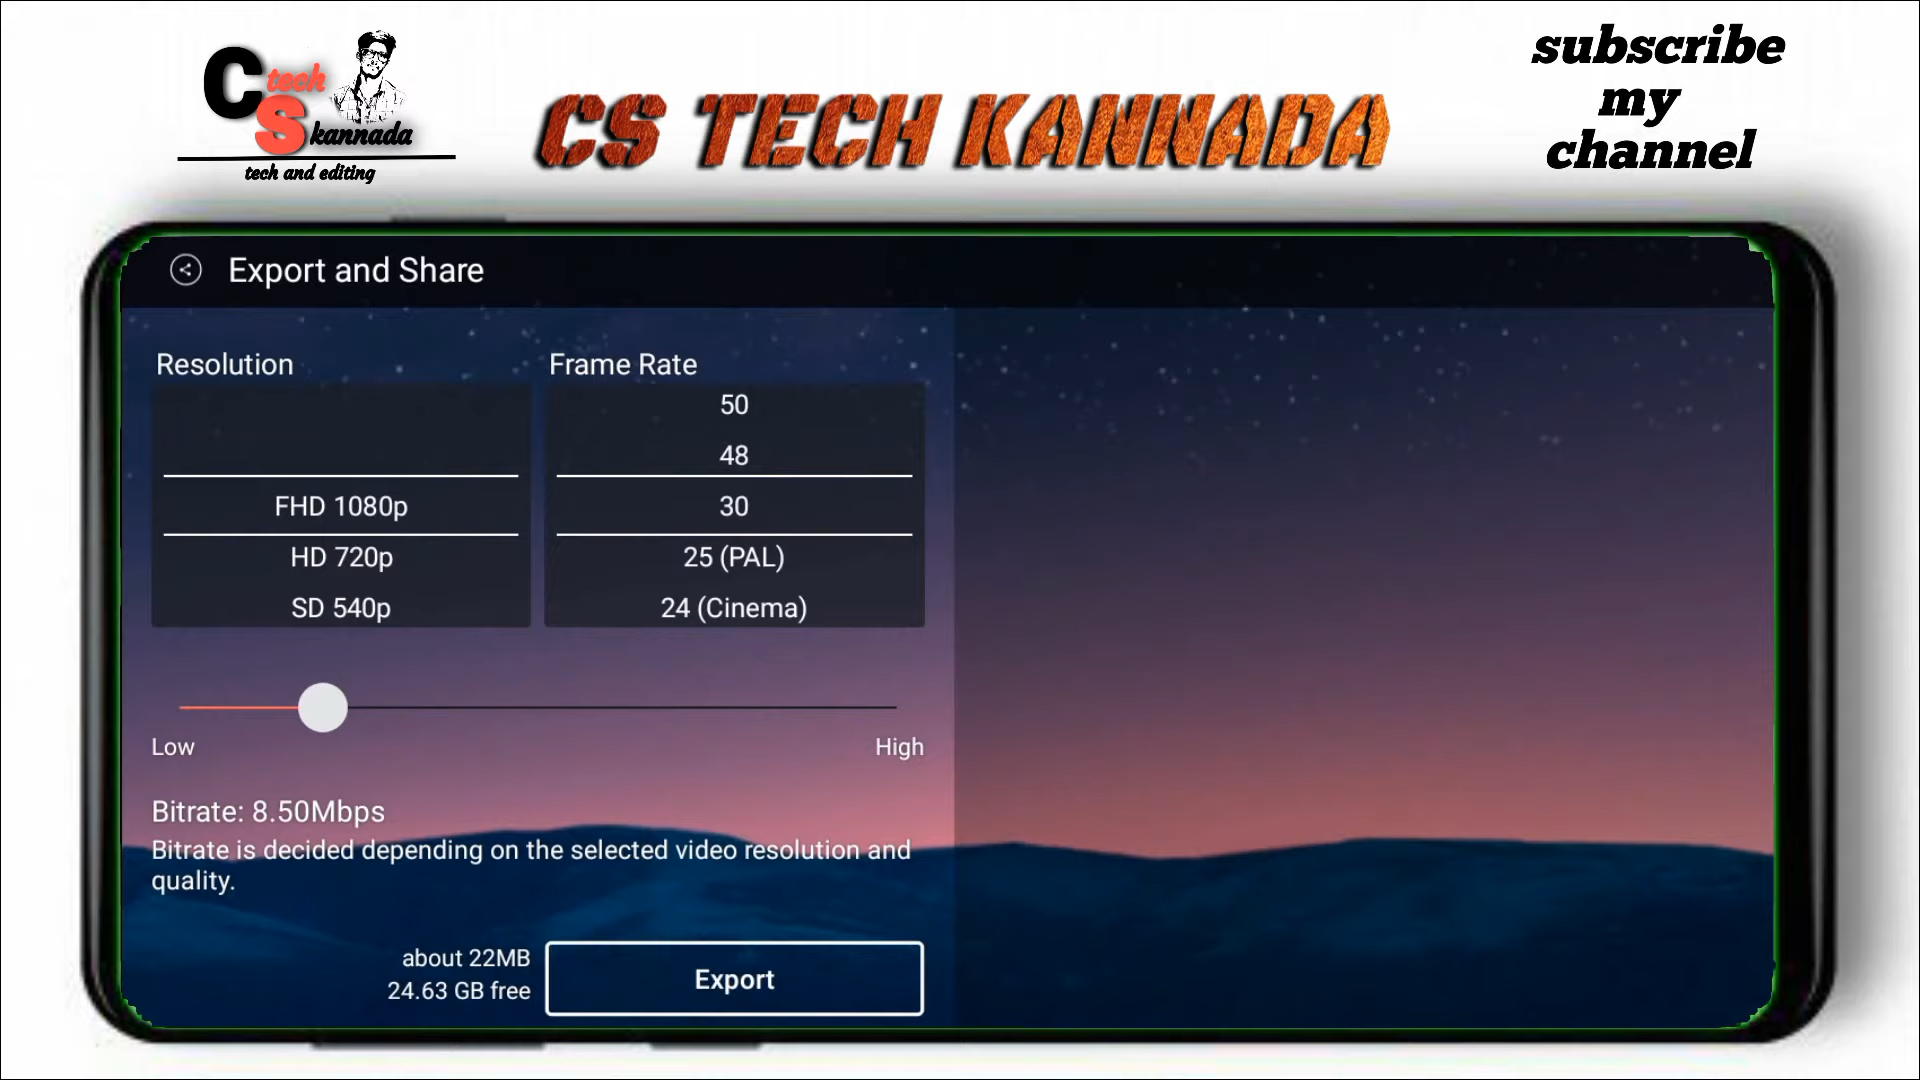 C tech
S kannada
tech and editing
CS TECH KANNADA
subscribe
my
channel
Export and Share
Resolution
FHD 1080p
HD 720p
SD 540p
Frame Rate
50
48
30
25 (PAL)
24 (Cinema)
Low
High
Bitrate: 8.50Mbps
Bitrate is decided depending on the selected video resolution and
quality.
about 22MB
24.63 GB free
Export